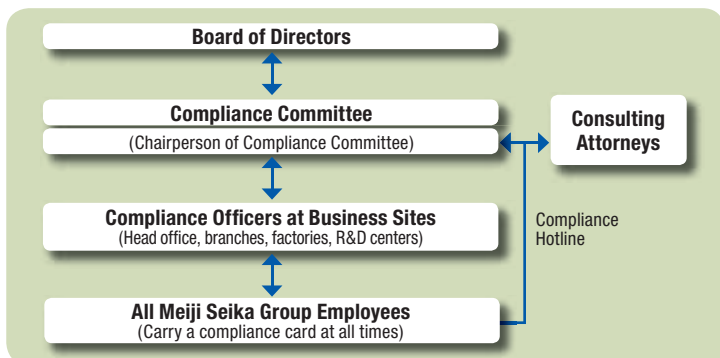 Board of Directors
Compliance Committee
(Chairperson of Compliance Committee)
Consulting
Attorneys
Compliance Officers at Business Sites
(Head office, branches, factories, R&D centers)
Compliance
Hotline
All Meiji Seika Group Employees
(Carry a compliance card at all times)